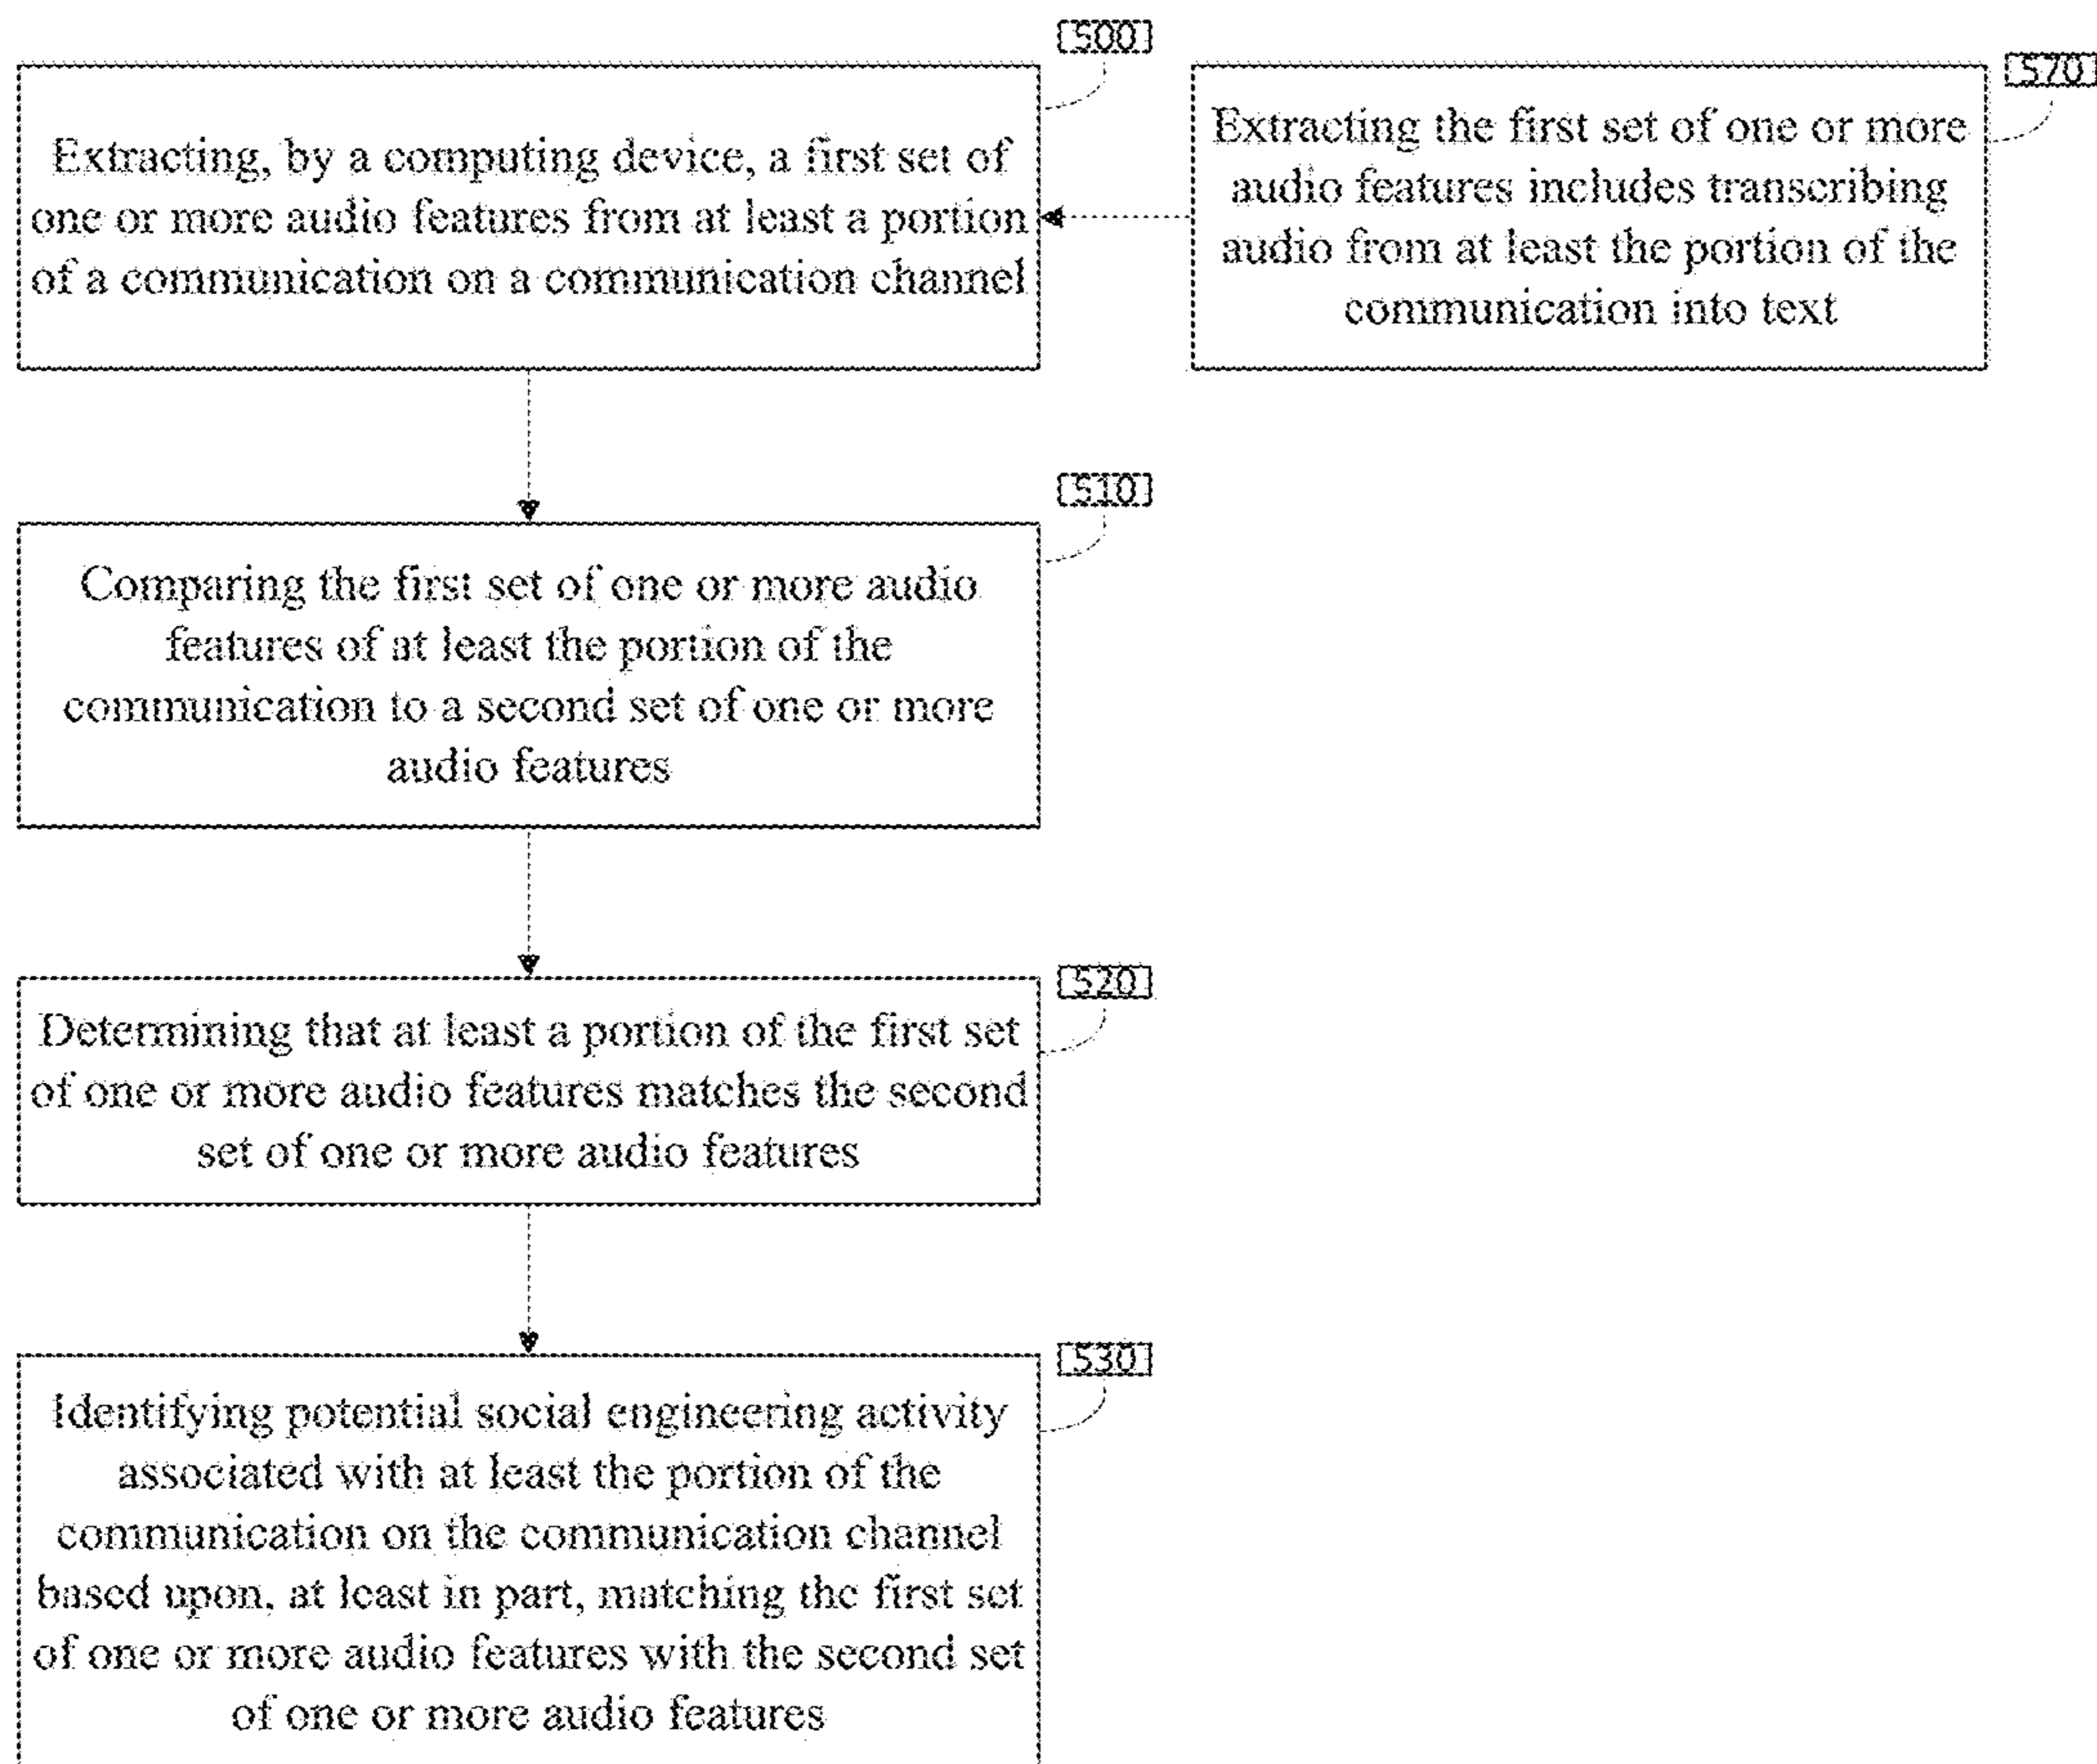 500
Extracting, by a computing device, a first set of
one or more audio features from at least a portion
of a communication on a communication channel
570
Extracting the first set of one or more
audio features includes transcribing
audio from at least the portion of the
communication into text
510
Comparing the first set of one or more audio
features of at least the portion of the
communication to a second set of one or more
audio features
520
Determining that at least a portion of the first set
of one or more audio features matches the second
set of one or more audio features
530
Identifying potential social engineering activity
associated with at least the portion of the
communication on the communication channel
based upon, at least in part, matching the first set
of one or more audio features with the second set
of one or more audio features